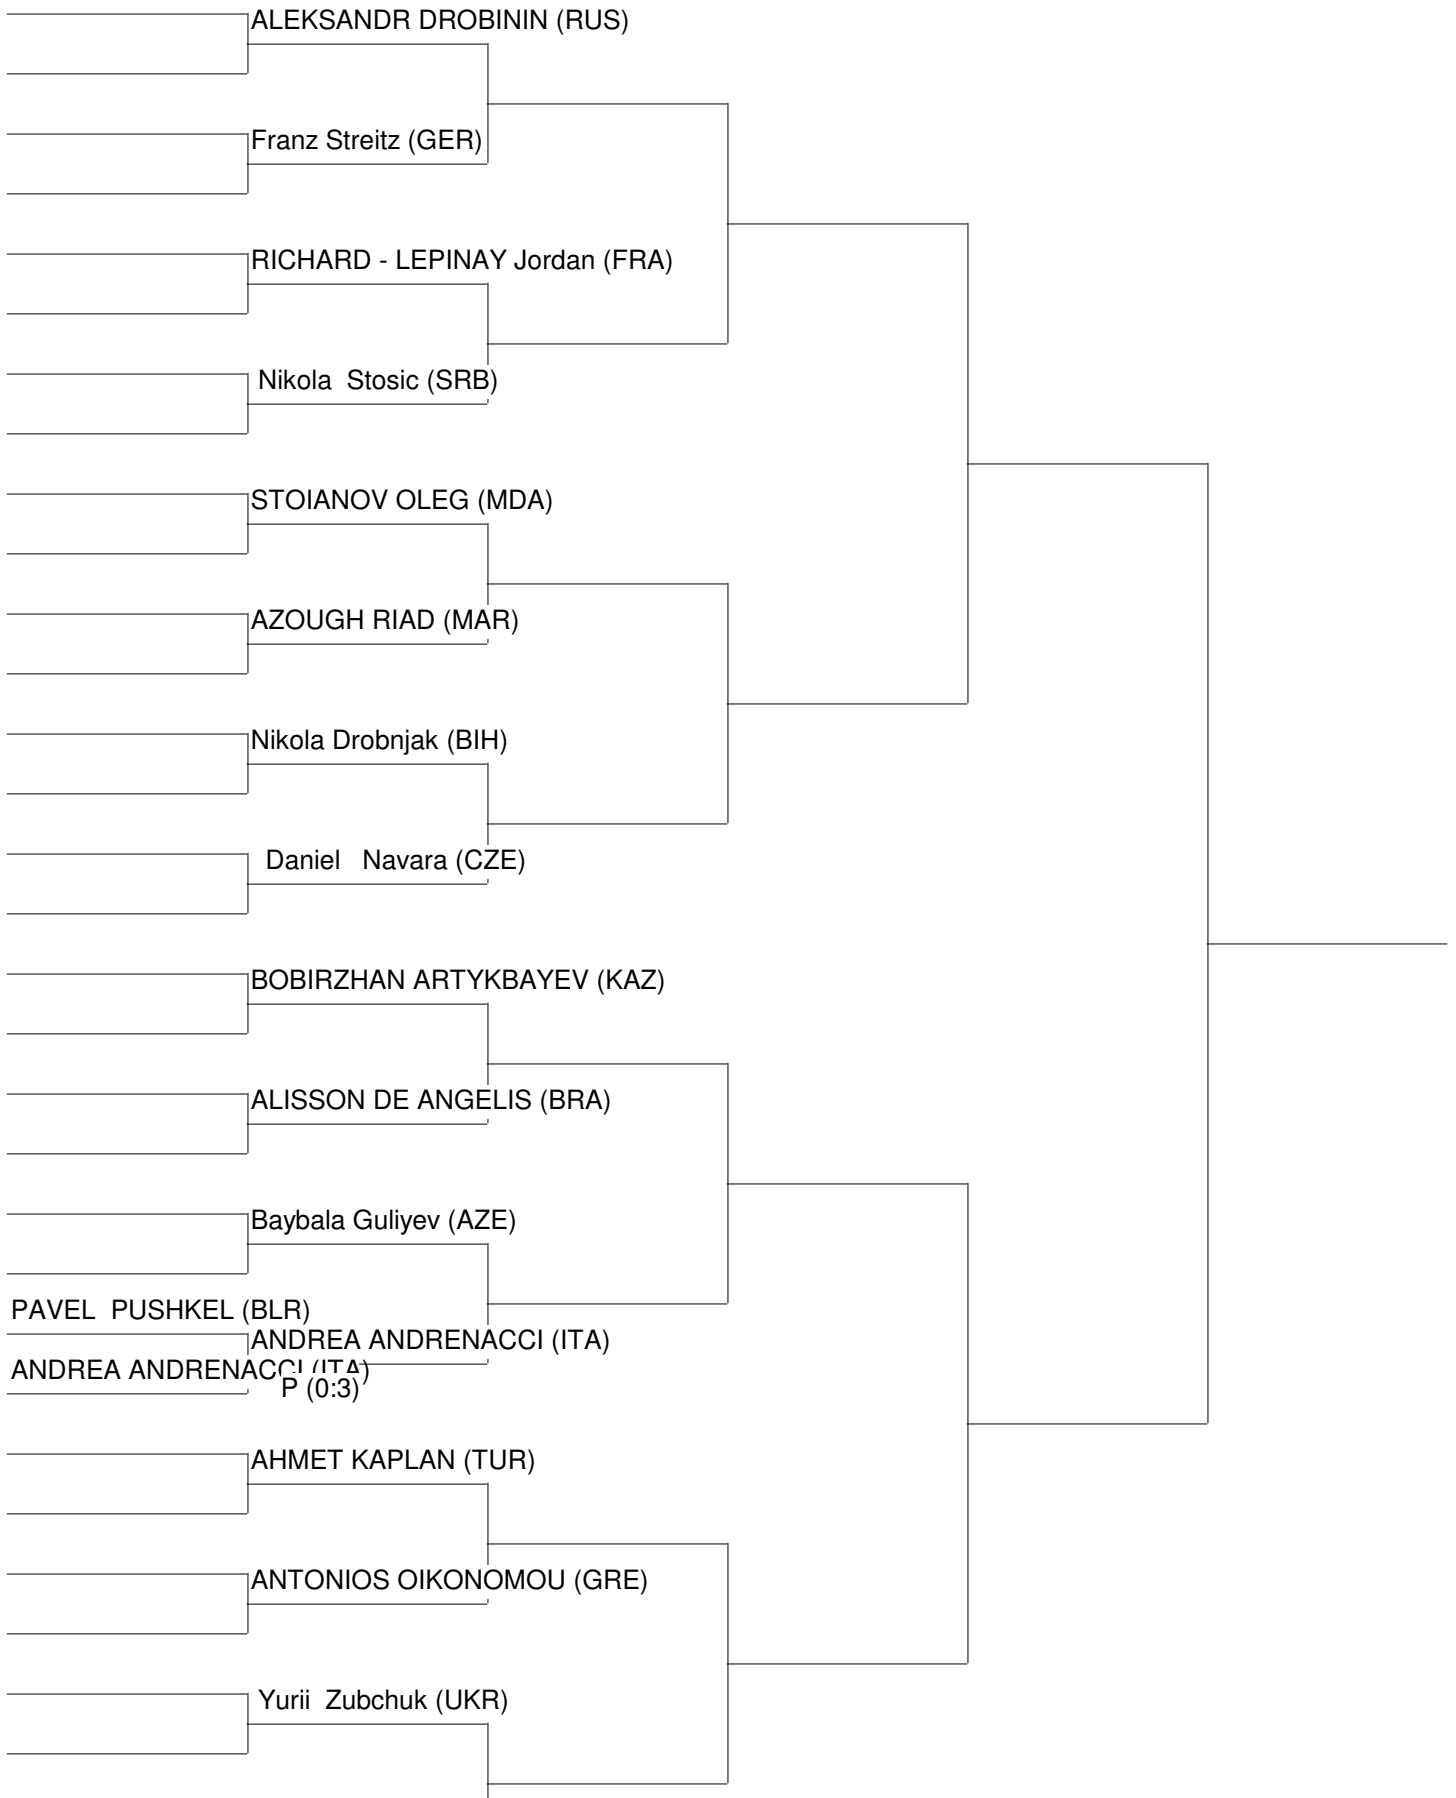 ALEKSANDR DROBININ (RUS)
Franz Streitz (GER)
RICHARD - LEPINAY Jordan (FRA)
Nikola  Stosic (SRB)
STOIANOV OLEG (MDA)
AZOUGH RIAD (MAR)
Nikola Drobnjak (BIH)
Daniel   Navara (CZE)
BOBIRZHAN ARTYKBAYEV (KAZ)
ALISSON DE ANGELIS (BRA)
Baybala Guliyev (AZE)
PAVEL  PUSHKEL (BLR)
ANDREA ANDRENACCI (ITA)
ANDREA ANDRENACCI (ITA)
P (0:3)
AHMET KAPLAN (TUR)
ANTONIOS OIKONOMOU (GRE)
Yurii  Zubchuk (UKR)